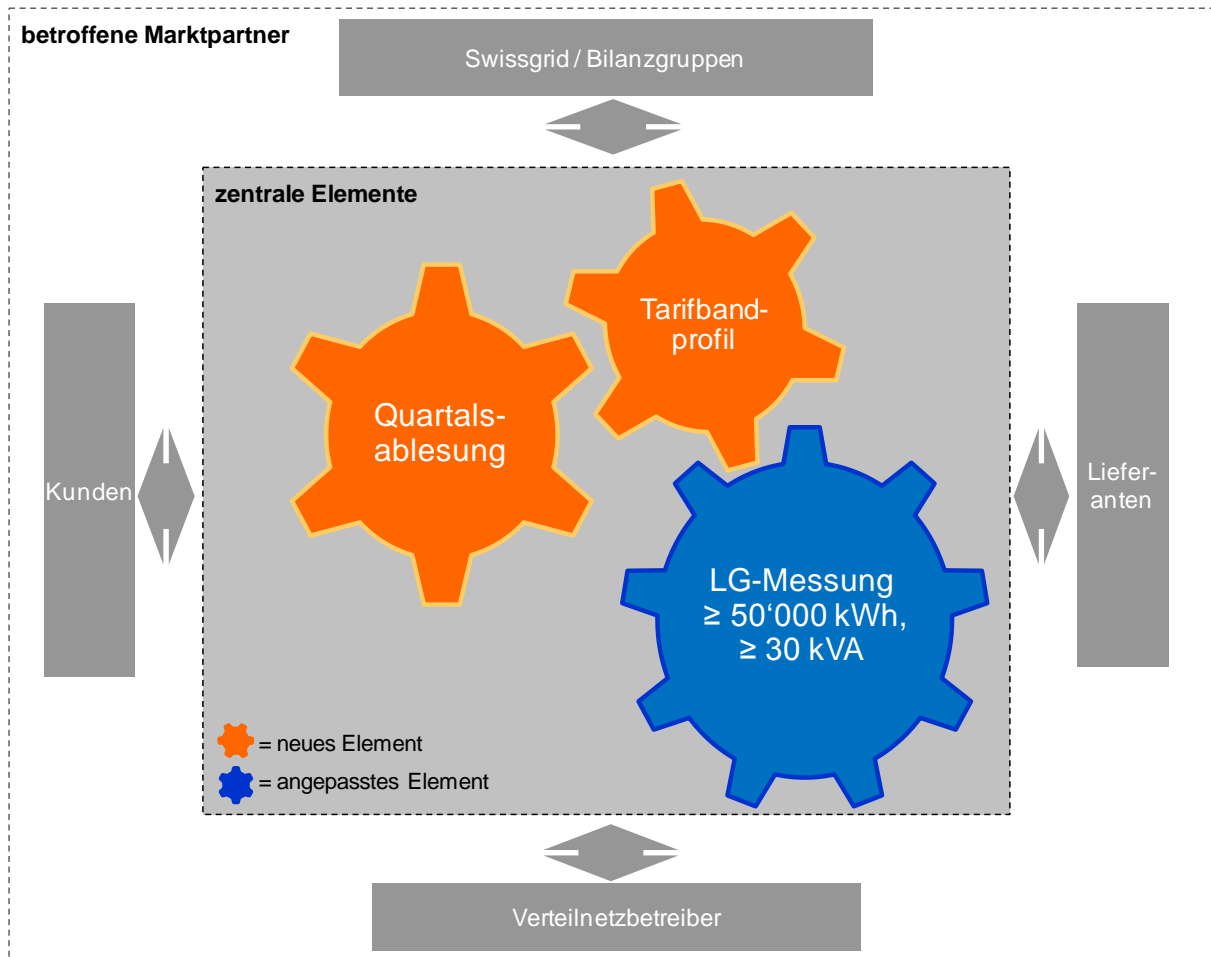 betroffene Marktpartner
Swissgrid / Bilanzgruppen
zentrale Elemente
Tarifband-
profil
Quartals-
ablesung
Kunden
Liefer-
anten
LG-Messung
≥ 50‘000 kWh,
≥ 30 kVA
= neues Element
= angepasstes Element
Verteilnetzbetreiber